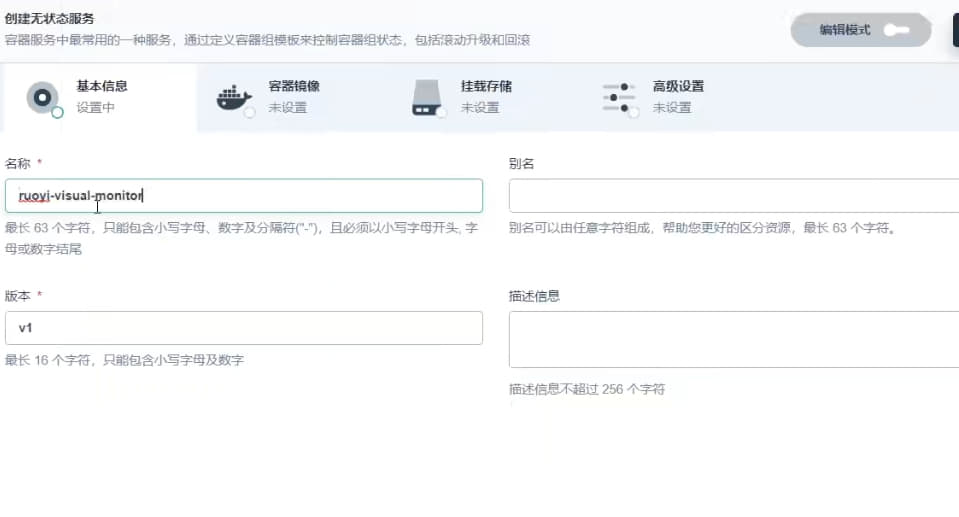 创建无状态服务
容器服务中最常用的一种服务，通过定义容器组模板来控制容器组状态，包括滚动升级和回滚
编辑模式
基本信息
设置中
容器镜像
未设置
挂载存储
未设置
高级设置
未设置
名称 *
ruoyi-visual-monitor
最长 63 个字符，只能包含小写字母、数字及分隔符("-")，且必须以小写字母开头, 字
母或数字结尾
别名
别名可以由任意字符组成，帮助您更好的区分资源，最长 63 个字符。
版本 *
v1
最长 16 个字符，只能包含小写字母及数字
描述信息
描述信息不超过 256 个字符